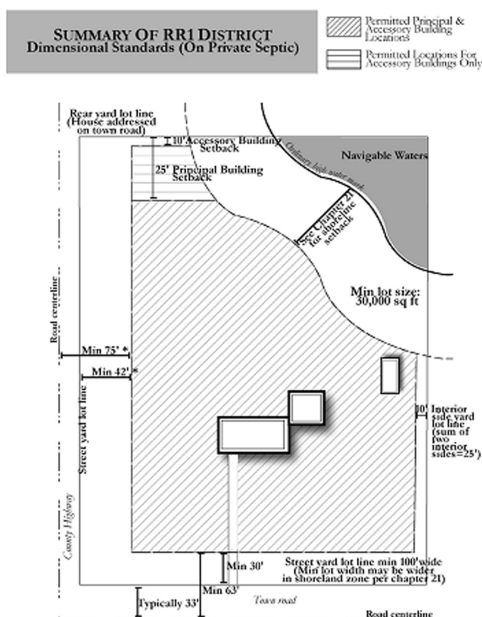 SUMMARY OF RR1 DISTRICT
DIMENSIONAL STANDARDS (ON PRIVATE SEPTIC)
Permitted Principal &
Accessory Building
Locations
Permitted Locations For
Accessory Buildings Only
Rear yard lot line
(House addressed
on town road)
10' Accessory Building
Setback
25' Principal Building
Setback
Ordinary high water mark
Navigable Waters
See Chapter 21
for shoreline
setback
Min lot size:
30,000 sq ft
Road centerline
Min 75' *
Min 42' *
Street yard lot line
County Highway
10' Interior
side yard
lot line
(sum of
two
interior
sides=25')
Min 30'
Street yard lot line min 100' wide
(Min lot width may be wider
in shoreland zone per chapter 21)
Min 63'
Typically 33'
Town road
Road centerline